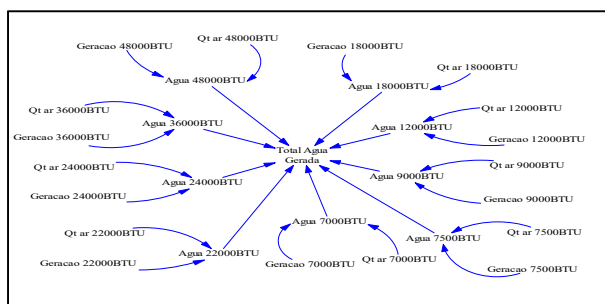 Geracao 48000BTU
Qt ar 48000BTU
Agua 48000BTU
Geracao 18000BTU
Qt ar 18000BTU
Agua 18000BTU
Qt ar 36000BTU
Agua 36000BTU
Geracao 36000BTU
Qt ar 12000BTU
Agua 12000BTU
Geracao 12000BTU
Total Agua
Gerada
Qt ar 24000BTU
Agua 24000BTU
Geracao 24000BTU
Qt ar 9000BTU
Agua 9000BTU
Geracao 9000BTU
Qt ar 22000BTU
Agua 22000BTU
Geracao 22000BTU
Agua 7000BTU
Geracao 7000BTU
Qt ar 7000BTU
Qt ar 7500BTU
Agua 7500BTU
Geracao
7500BTU